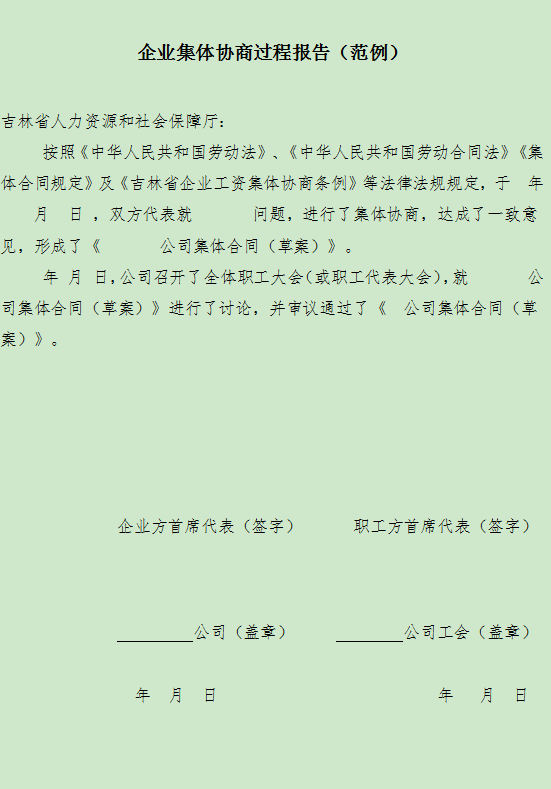 企业集体协商过程报告（范例）
吉林省人力资源和社会保障厅：
按照《中华人民共和国劳动法》、《中华人民共和国劳动合同法》《集
体合同规定》及《吉林省企业工资集体协商条例》等法律法规规定，于 年
月 日 ，双方代表就 问题，进行了集体协商，达成了一致意
见，形成了《 公司集体合同（草案）》。
年 月 日，公司召开了全体职工大会（或职工代表大会），就 公
司集体合同（草案）》进行了讨论，并审议通过了《 公司集体合同（草
案）》。
企业方首席代表（签字） 职工方首席代表（签字）
________公司（盖章） _______公司工会（盖章）
年 月 日 年 月 日